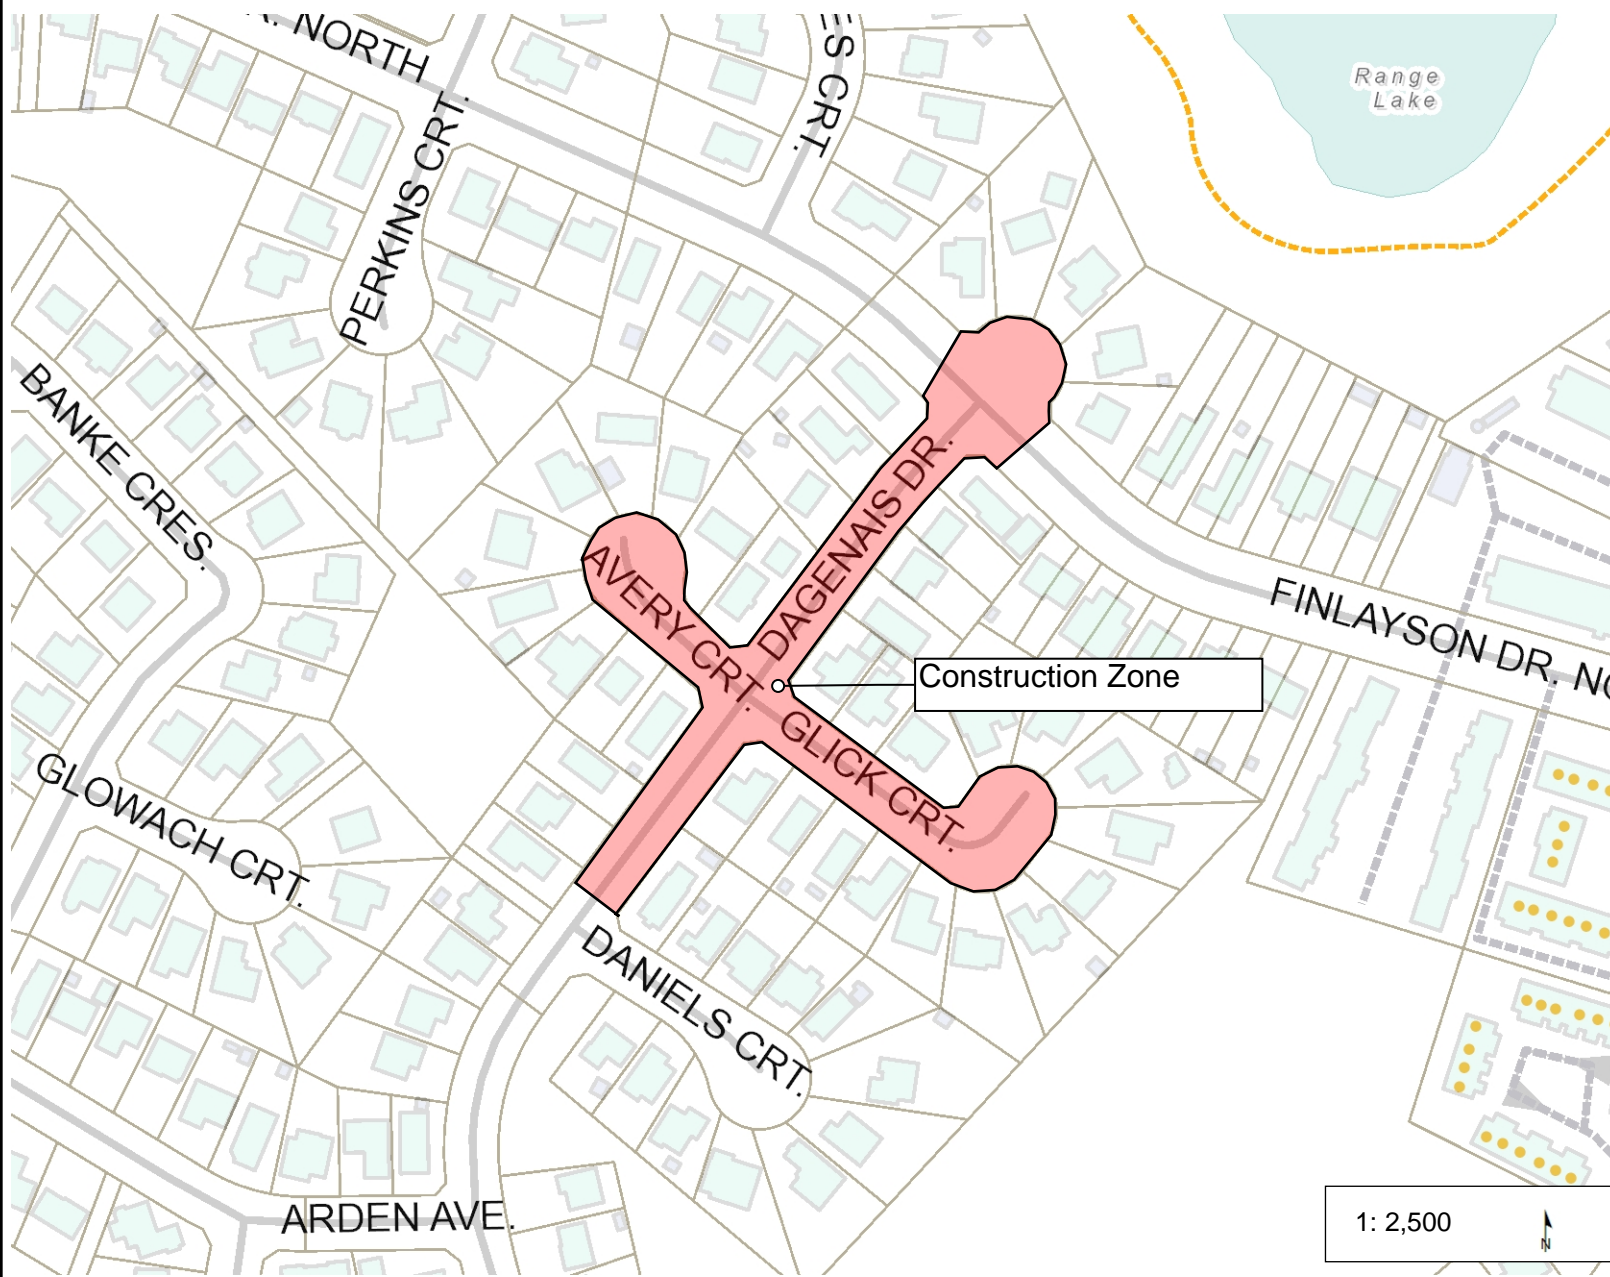 NORTH
CRT.
Range
Lake
PERKINS CRT.
BANKE CRES.
DAGENAIS DR.
AVERY CRT.
FINLAYSON DR.
Construction Zone
GLICK CRT.
GLOWACH CRT.
DANIELS CRT.
ARDEN AVE.
1: 2,500
N